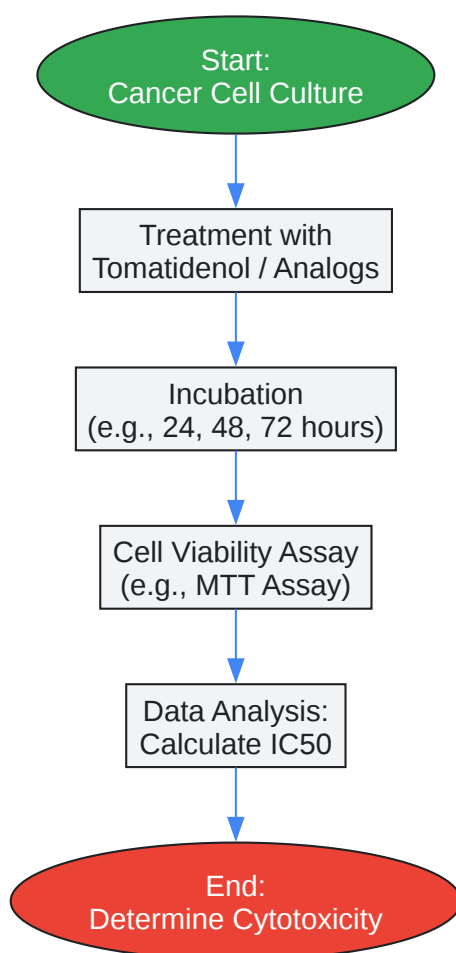 Start:
Cancer Cell Culture
Treatment with
Tomatidenol / Analogs
Incubation
(e.g., 24, 48, 72 hours)
Cell Viability Assay
(e.g., MTT Assay)
Data Analysis:
Calculate IC50
End:
Determine Cytotoxicity